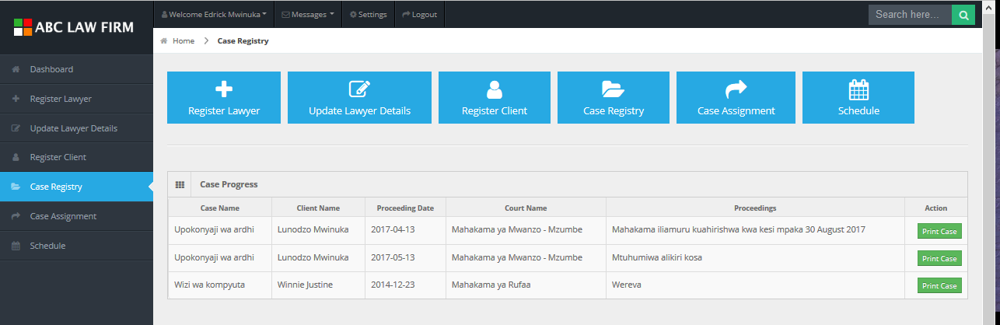 ABC LAW FIRM
Welcome Edrick Mwinuka Messages Settings Logout Search here...
Home Case Registry
Dashboard
Register Lawyer
Update Lawyer Details
Register Client
Case Registry
Case Assignment
Schedule
Register Lawyer Update Lawyer Details Register Client Case Registry Case Assignment Schedule
Case Progress
Case Name Client Name Proceeding Date Court Name Proceedings Action
Upokonyaji wa ardhi Lunodzo Mwinuka 2017-04-13 Mahakama ya Mwanzo - Mzumbe Mahakama iliamuru kuahirishwa kwa kesi mpaka 30 August 2017 Print Case
Upokonyaji wa ardhi Lunodzo Mwinuka 2017-05-13 Mahakama ya Mwanzo - Mzumbe Mtuhumiwa alikiri kosa Print Case
Wizi wa kompyuta Winnie Justine 2014-12-23 Mahakama ya Rufaa Wereva Print Case